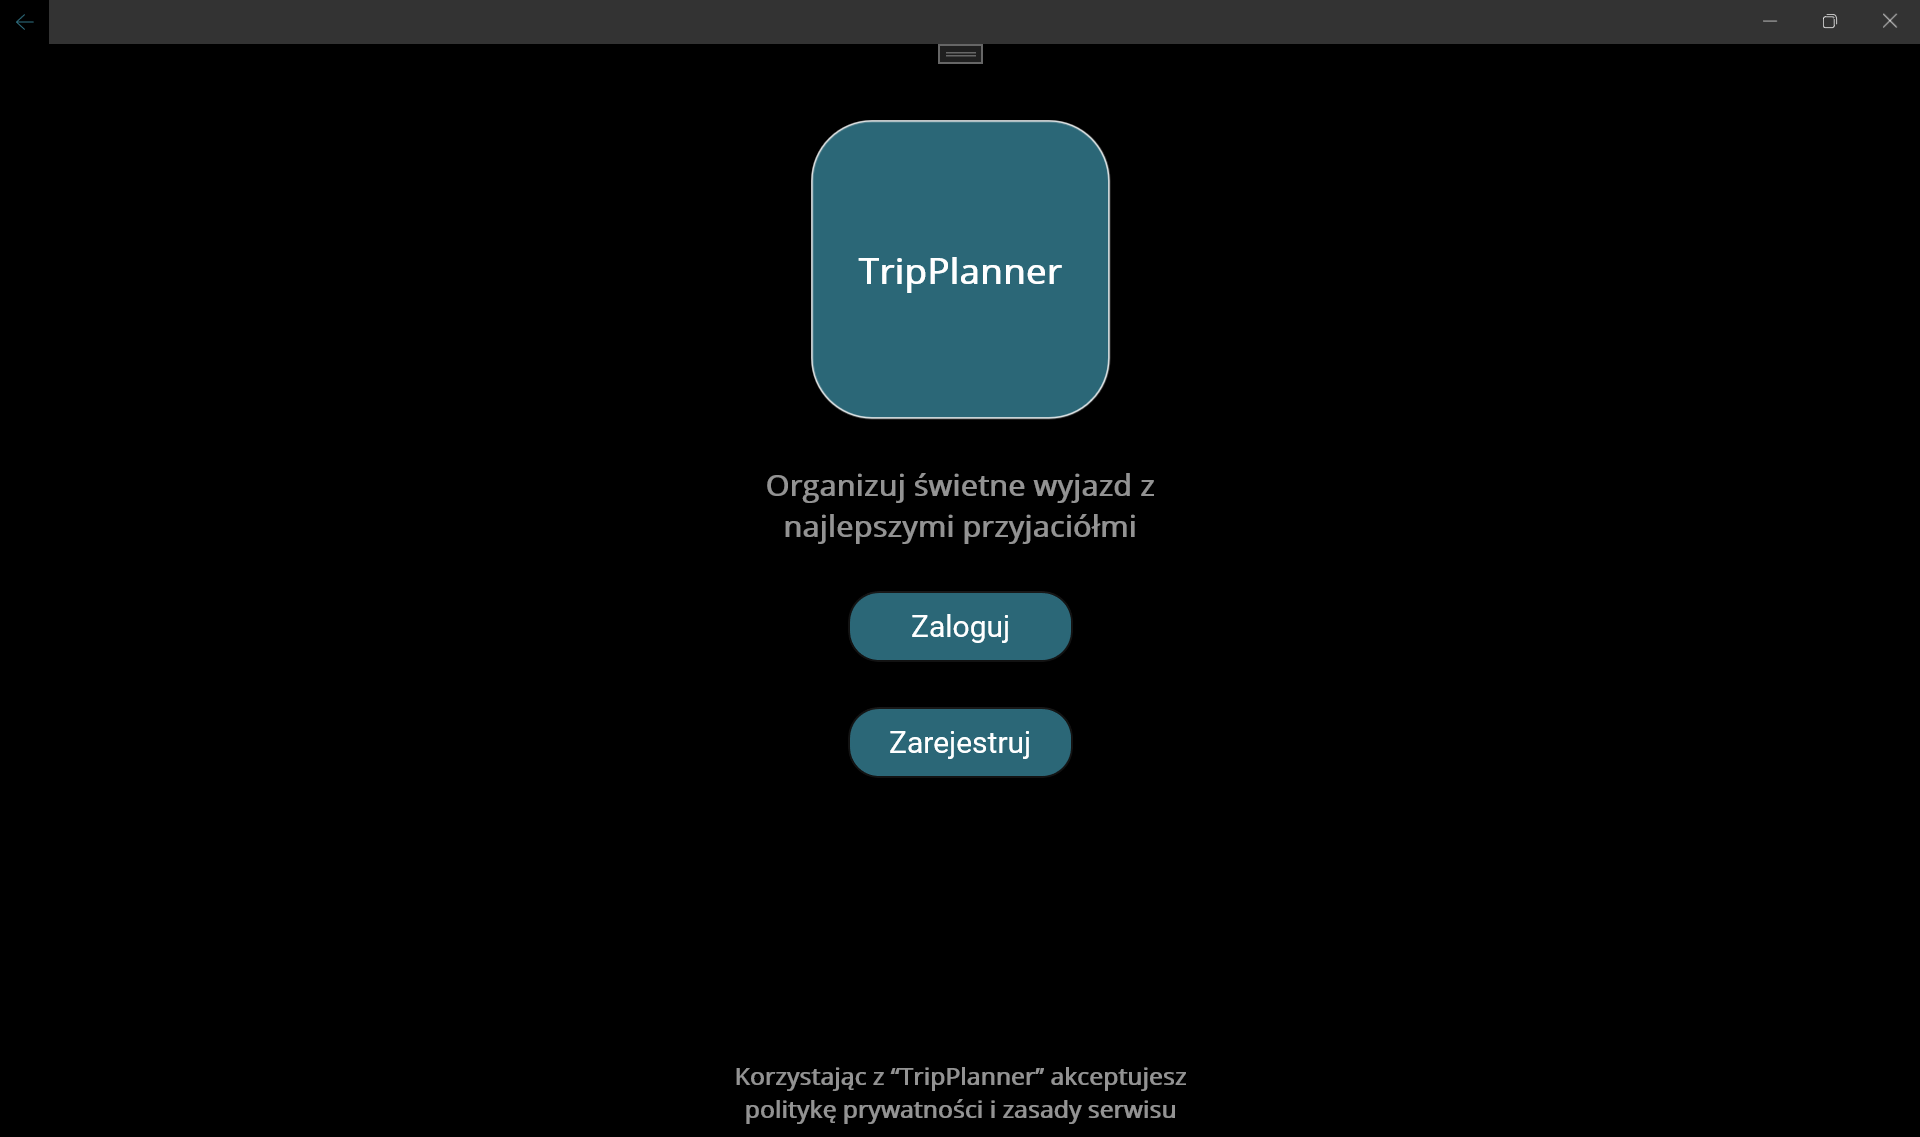 TripPlanner
Organizuj świetne wyjazd z
najlepszymi przyjaciółmi
Zaloguj
Zarejestruj
Korzystając z “TripPlanner” akceptujesz
politykę prywatności i zasady serwisu